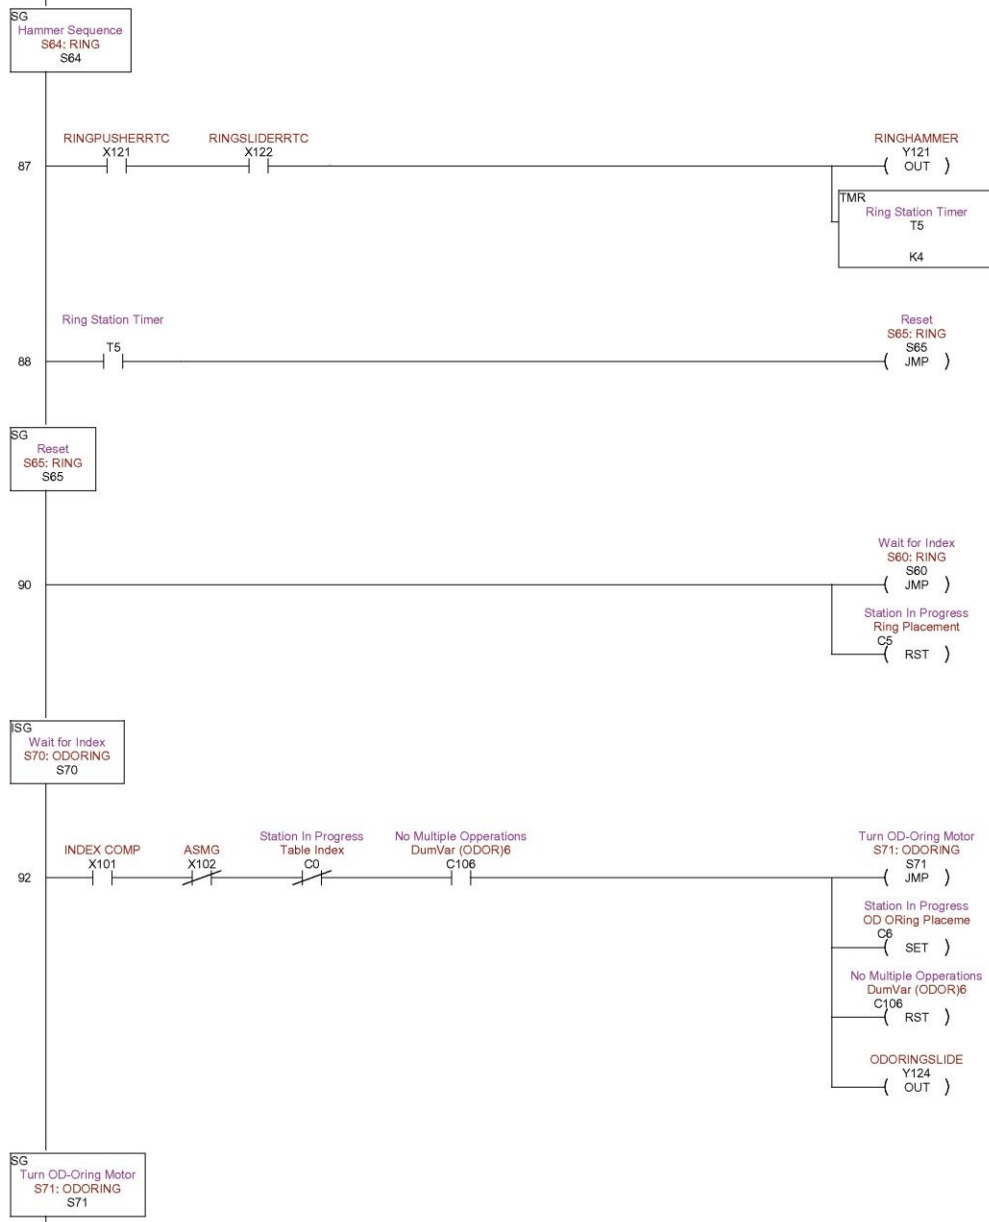 SG
Hammer Sequence
S64: RING
S64
RINGPUSHERRTC RINGSLIDERRTC RINGHAMMER
X121 X122 Y121
87 OUT
TMR
Ring Station Timer
T5
K4
Ring Station Timer Reset
S65: RING
T5 S65
88 JMP
SG
Reset
S65: RING
S65
Wait for Index
S60: RING
S60
90 JMP
Station In Progress
Ring Placement
C5
RST
ISG
Wait for Index
S70: ODORING
S70
Station In Progress No Multiple Opperations Turn OD-Oring Motor
INDEX COMP ASMG Table Index DumVar (ODOR)6 S71: ODORING
X101 X102 C0 C106 S71
92 JMP
Station In Progress
OD ORing Placeme
C6
SET
No Multiple Opperations
DumVar (ODOR)6
C106
RST
ODORINGSLIDE
Y124
OUT
SG
Turn OD-Oring Motor
S71: ODORING
S71